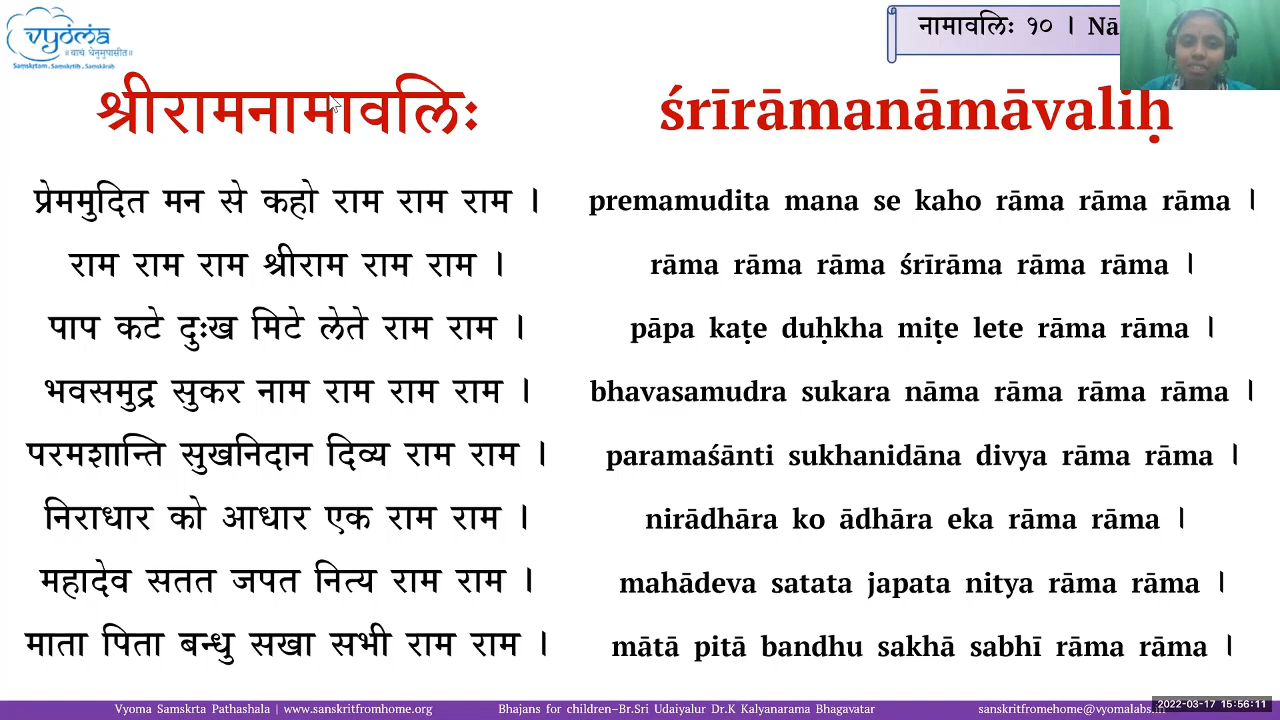 vyoma
॥ वाचं धेनुमुपासीत ॥
Saṃskṛtam, Saṃskṛtiḥ, Saṃskāraḥ
नामावलिः १० । Nā
श्रीरामनामावलिः
śrīrāmanāmāvaliḥ
प्रेममुदित मन से कहो राम राम राम ।
premamudita mana se kaho rāma rāma rāma ।
राम राम राम श्रीराम राम राम ।
rāma rāma rāma śrīrāma rāma rāma ।
पाप कटे दुःख मिटे लेते राम राम ।
pāpa kaṭe duḥkha miṭe lete rāma rāma ।
भवसमुद्र सुकर नाम राम राम राम ।
bhavasamudra sukara nāma rāma rāma rāma ।
परमशान्ति सुखनिदान दिव्य राम राम ।
paramaśānti sukhanidāna divya rāma rāma ।
निराधार को आधार एक राम राम ।
nirādhāra ko ādhāra eka rāma rāma ।
महादेव सतत जपत नित्य राम राम ।
mahādeva satata japata nitya rāma rāma ।
माता पिता बन्धु सखा सभी राम राम ।
mātā pitā bandhu sakhā sabhī rāma rāma ।
Vyoma Samskrta Pathashala | www.sanskritfromhome.org
Bhajans for children–Br.Sri Udaiyalur Dr.K Kalyanarama Bhagavatar
sanskritfromehome@vyomalabs.in
2022-03-17 15:56:11